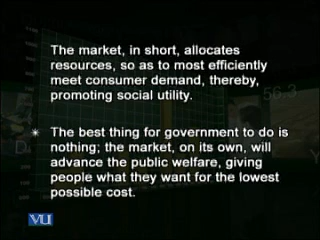 The market, in short, allocates
resources, so as to most efficiently
meet consumer demand, thereby,
promoting social utility.
The best thing for government to do is
nothing; the market, on its own, will
advance the public welfare, giving
people what they want for the lowest
possible cost.
56.3
VU